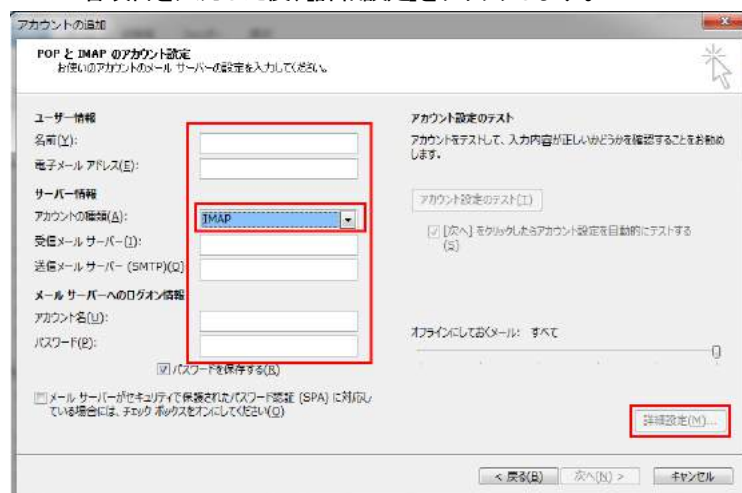 アカウントの追加
POP と IMAP のアカウント設定
お使いのアカウントのメール サーバーの設定を入力してください。
ユーザー情報
名前(Y):
電子メール アドレス(E):
サーバー情報
アカウントの種類(A):
IMAP
受信メール サーバー(I):
送信メール サーバー (SMTP)(O)
メール サーバーへのログオン情報
アカウント名(U):
パスワード(P):
パスワードを保存する(R)
メール サーバーがセキュリティで保護されたパスワード認証 (SPA) に対応し
ている場合には、チェック ボックスをオンにしてください(Q)
アカウント設定のテスト
アカウントをテストして、入力内容が正しいかどうかを確認することをお勧め
します。
アカウント設定のテスト(T)
[次へ] をクリックしたらアカウント設定を自動的にテストする
(S)
オフラインにしておくメール: すべて
詳細設定(M)...
< 戻る(B)
次へ(N) >
キャンセル